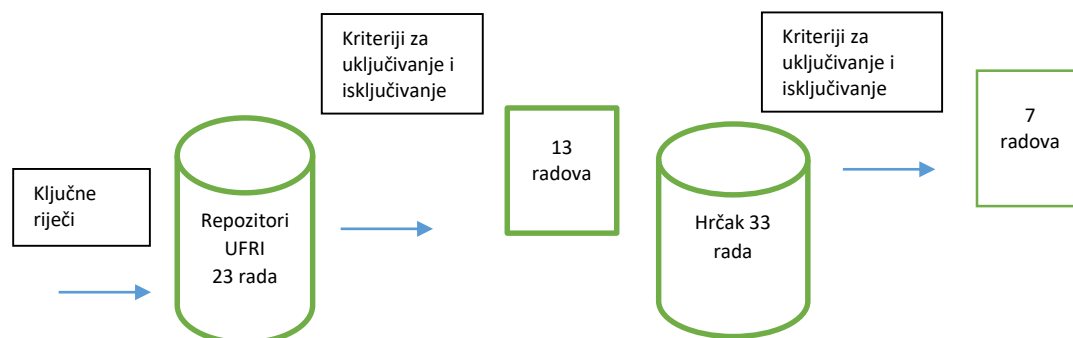 Ključne
riječi
Repozitori
UFRI
23 rada
Kriteriji za
uključivanje i
isključivanje
13
radova
Hrčak 33
rada
Kriteriji za
uključivanje i
isključivanje
7
radova